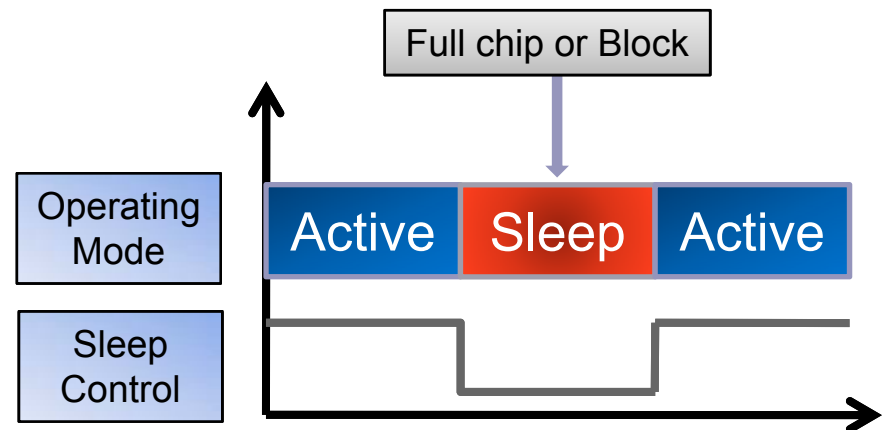 Full chip or Block
Operating
Mode
Active
Sleep
Active
Sleep
Control